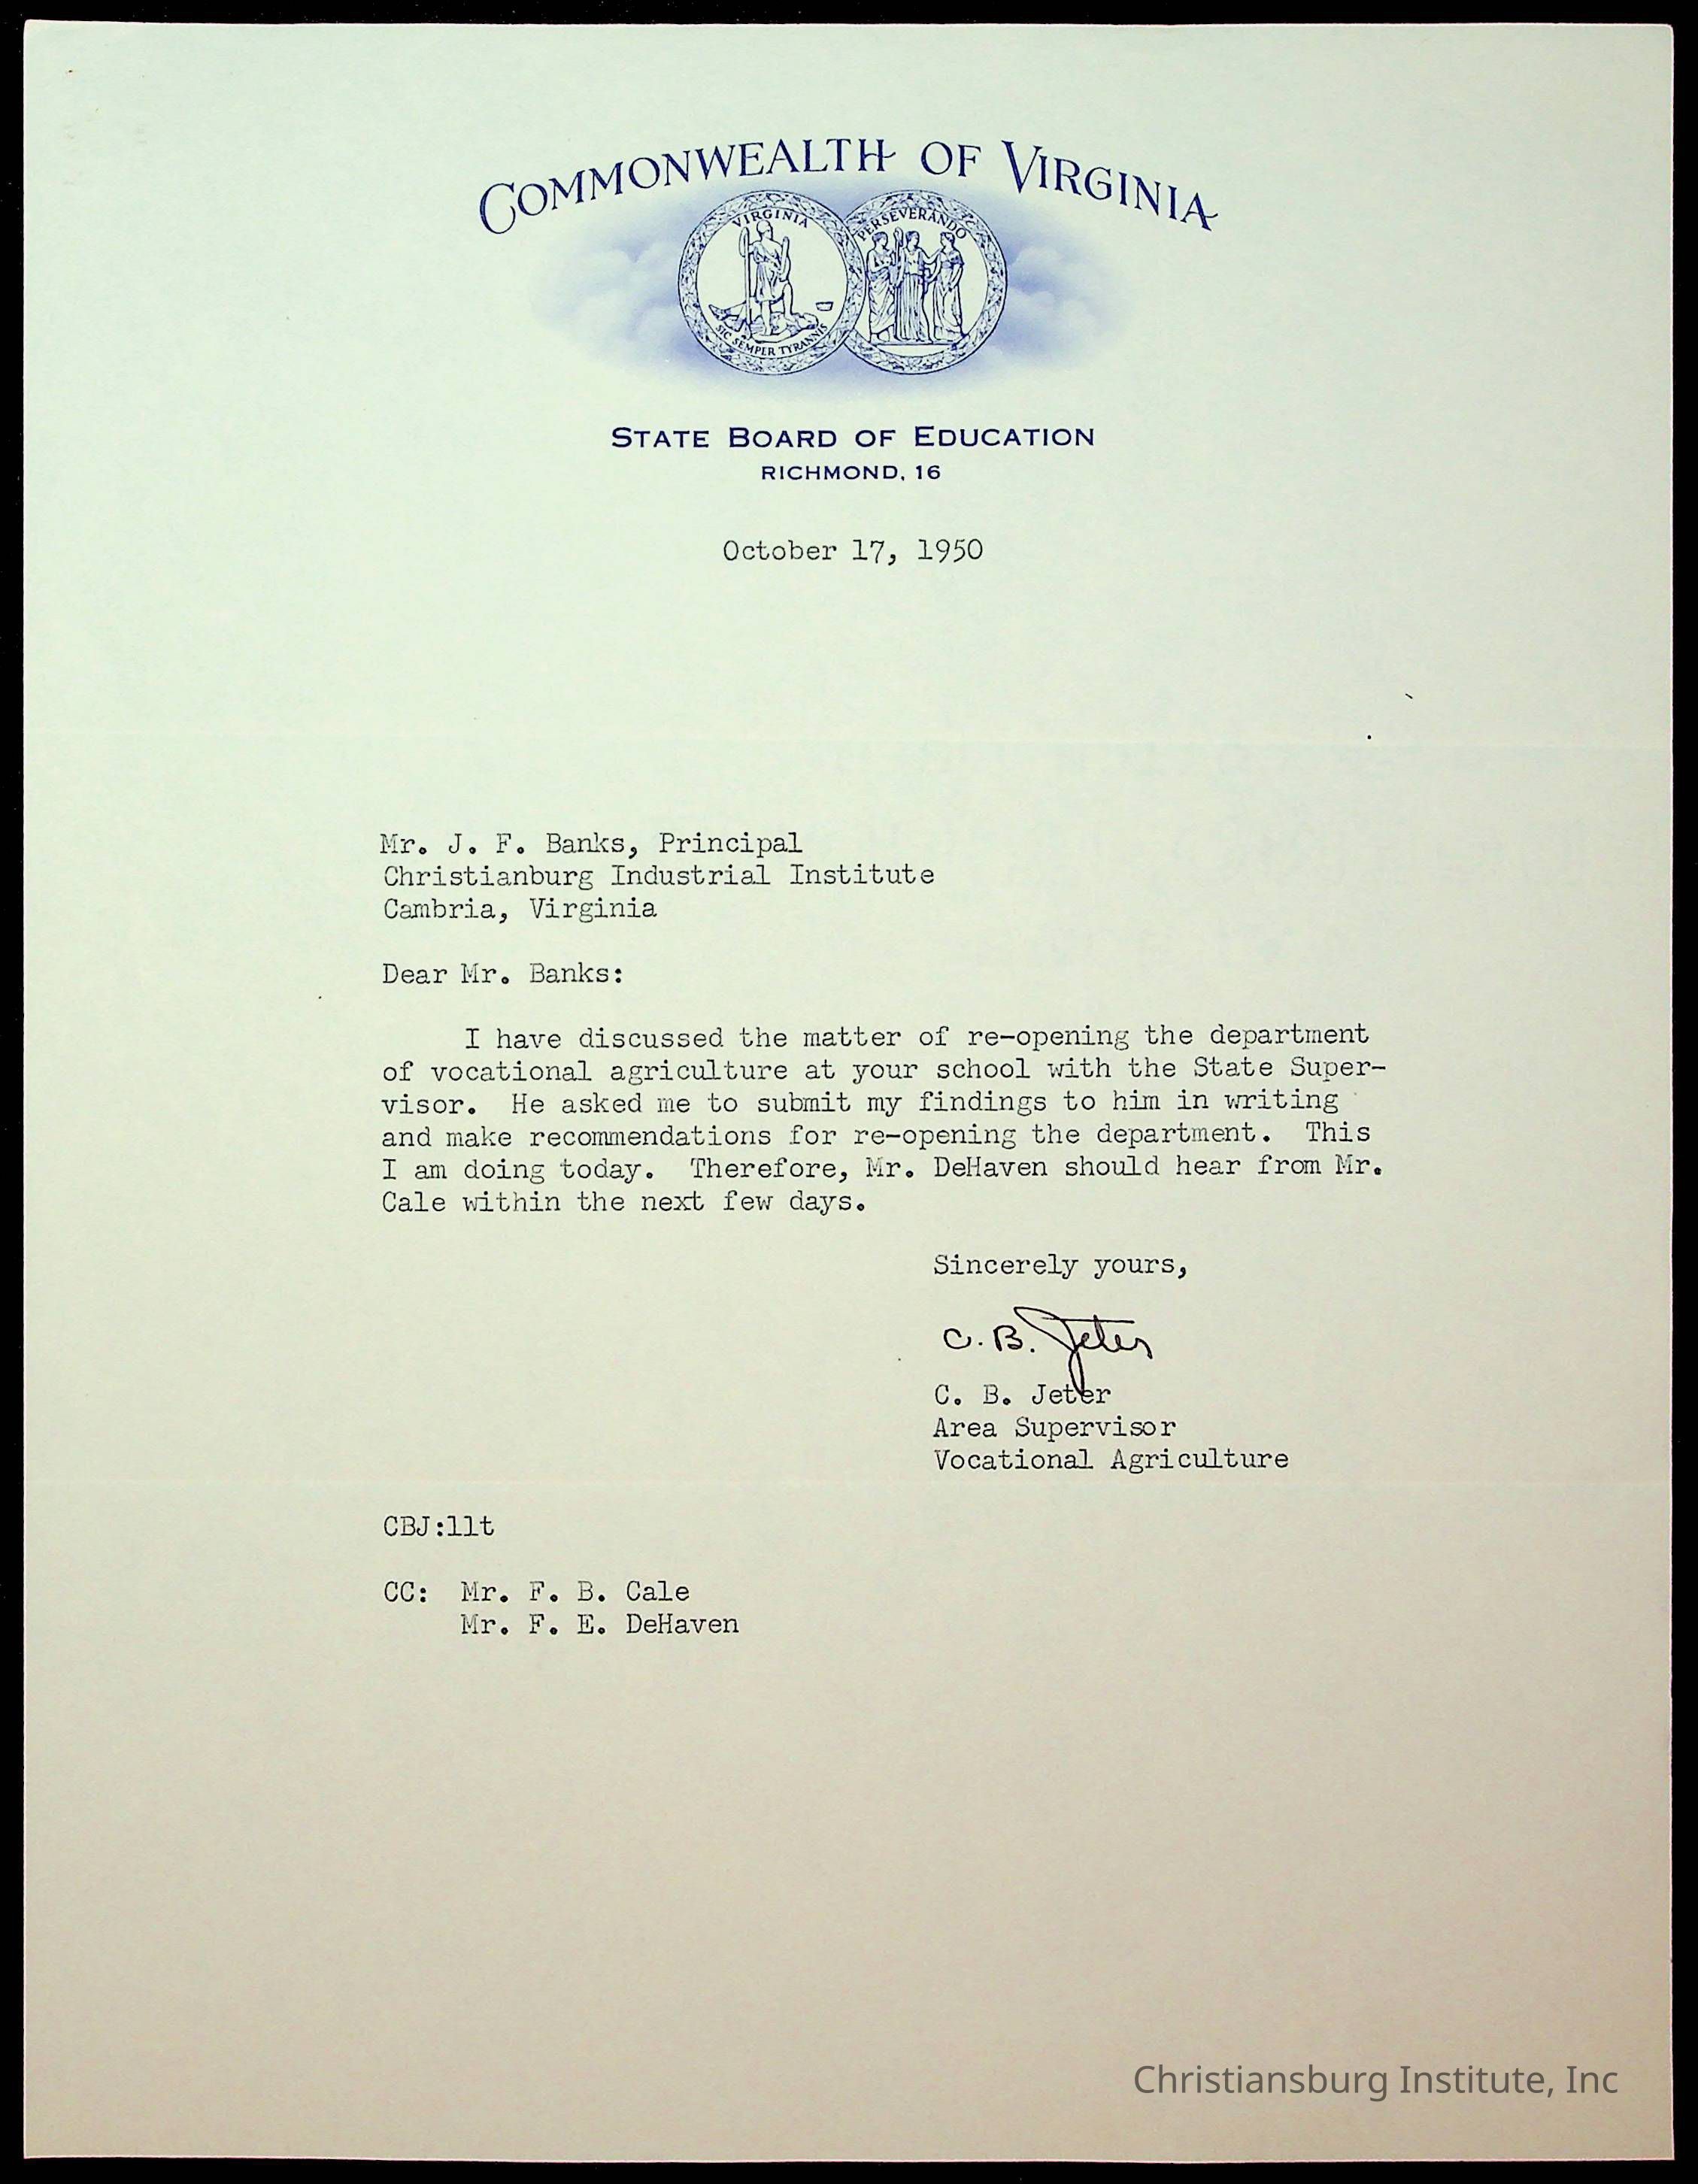 COMMONWEALTH OF VIRGINIA
VIRGINIA
SIC SEMPER TYRANNIS
PERSEVERANDO
STATE BOARD OF EDUCATION
RICHMOND, 16
October 17, 1950
Mr. J. F. Banks, Principal
Christianburg Industrial Institute
Cambria, Virginia
Dear Mr. Banks:
I have discussed the matter of re-opening the department
of vocational agriculture at your school with the State Super-
visor. He asked me to submit my findings to him in writing
and make recommendations for re-opening the department. This
I am doing today. Therefore, Mr. DeHaven should hear from Mr.
Cale within the next few days.
Sincerely yours,
C. B. Jeter
C. B. Jeter
Area Supervisor
Vocational Agriculture
CBJ:llt
CC: Mr. F. B. Cale
Mr. F. E. DeHaven
Christiansburg Institute, Inc